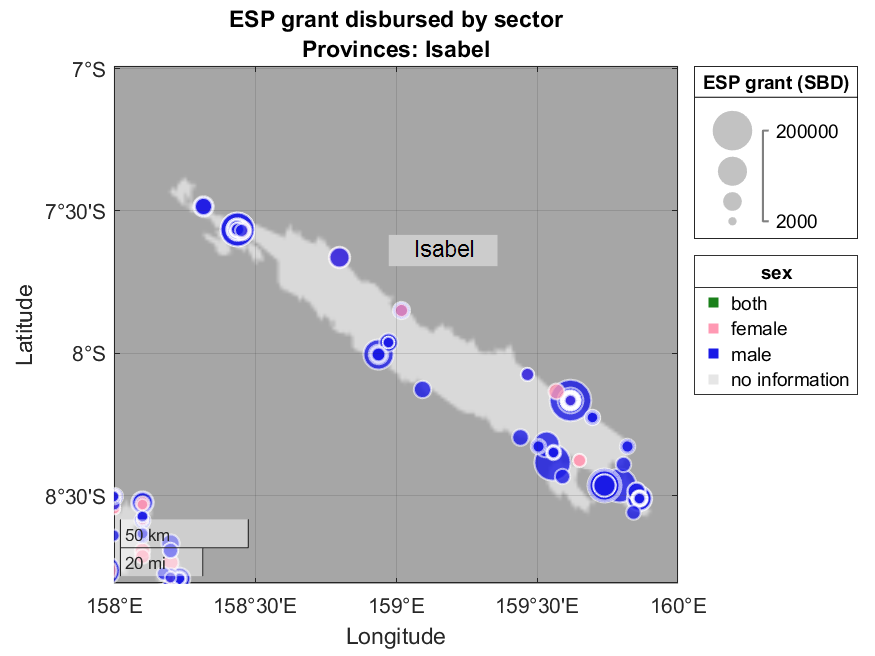 ESP grant disbursed by sector
Provinces: Isabel
7°S
7°30'S
8°S
8°30'S
Latitude
Isabel
50 km
20 mi
158°E
158°30'E
159°E
159°30'E
160°E
Longitude
ESP grant (SBD)
200000
2000
sex
both
female
male
no information